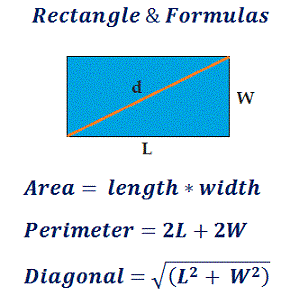 Rectangle & Formulas
d
W
L
Area = length * width
Perimeter = 2L + 2W
Diagonal = √(L² + W²)